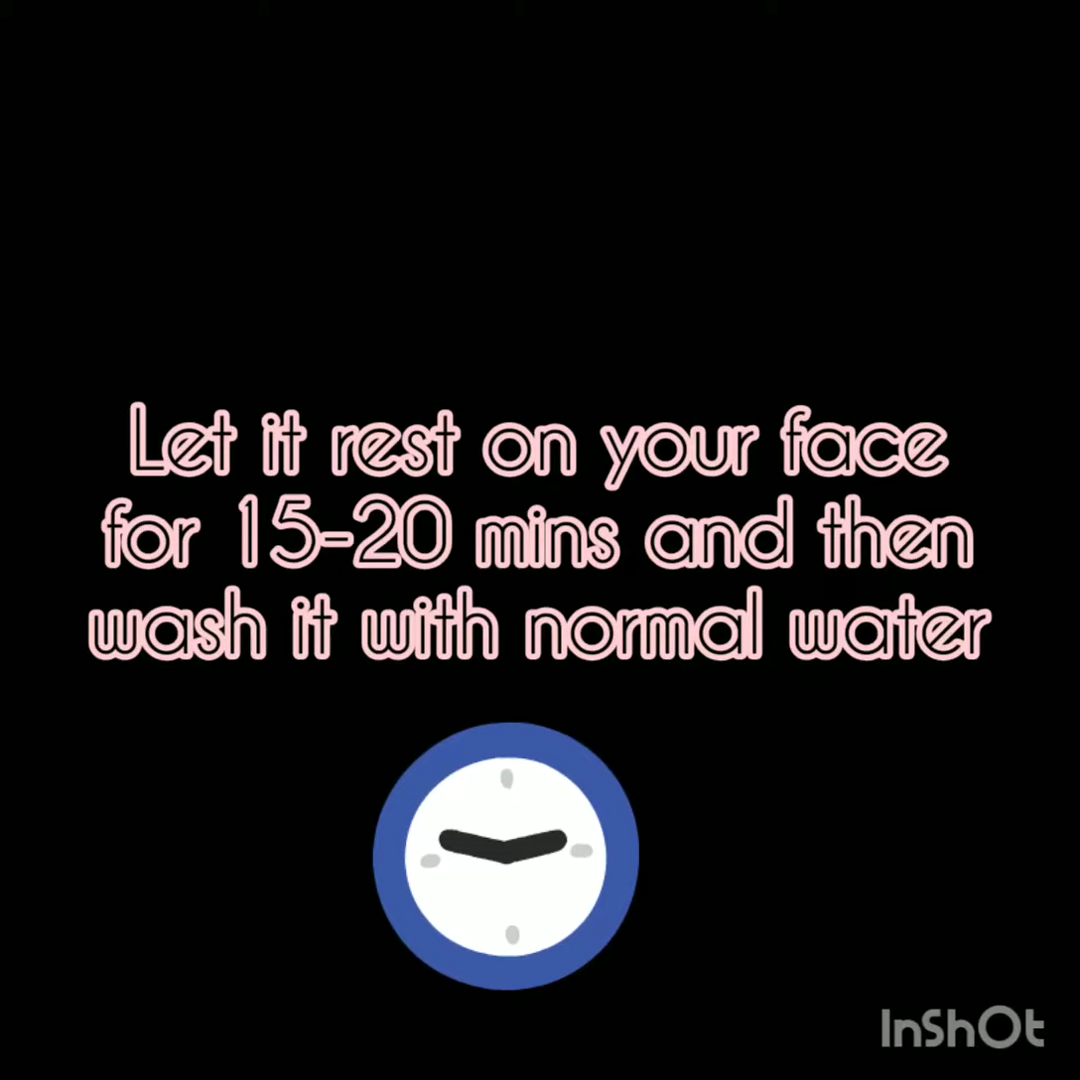 Let it rest on your face
for 15-20 mins and then
wash it with normal water
InShOt